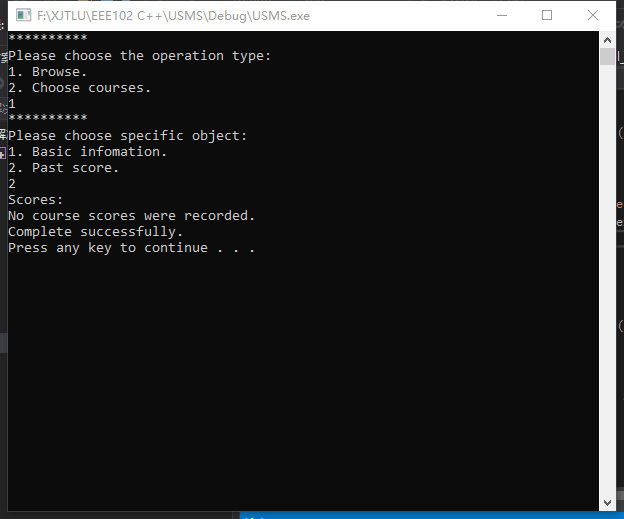 F:\XJTLU\EEE102 C++\USMS\Debug\USMS.exe
**********
Please choose the operation type:
1. Browse.
2. Choose courses.
1
**********
Please choose specific object:
1. Basic infomation.
2. Past score.
2
Scores:
No course scores were recorded.
Complete successfully.
Press any key to continue . . .